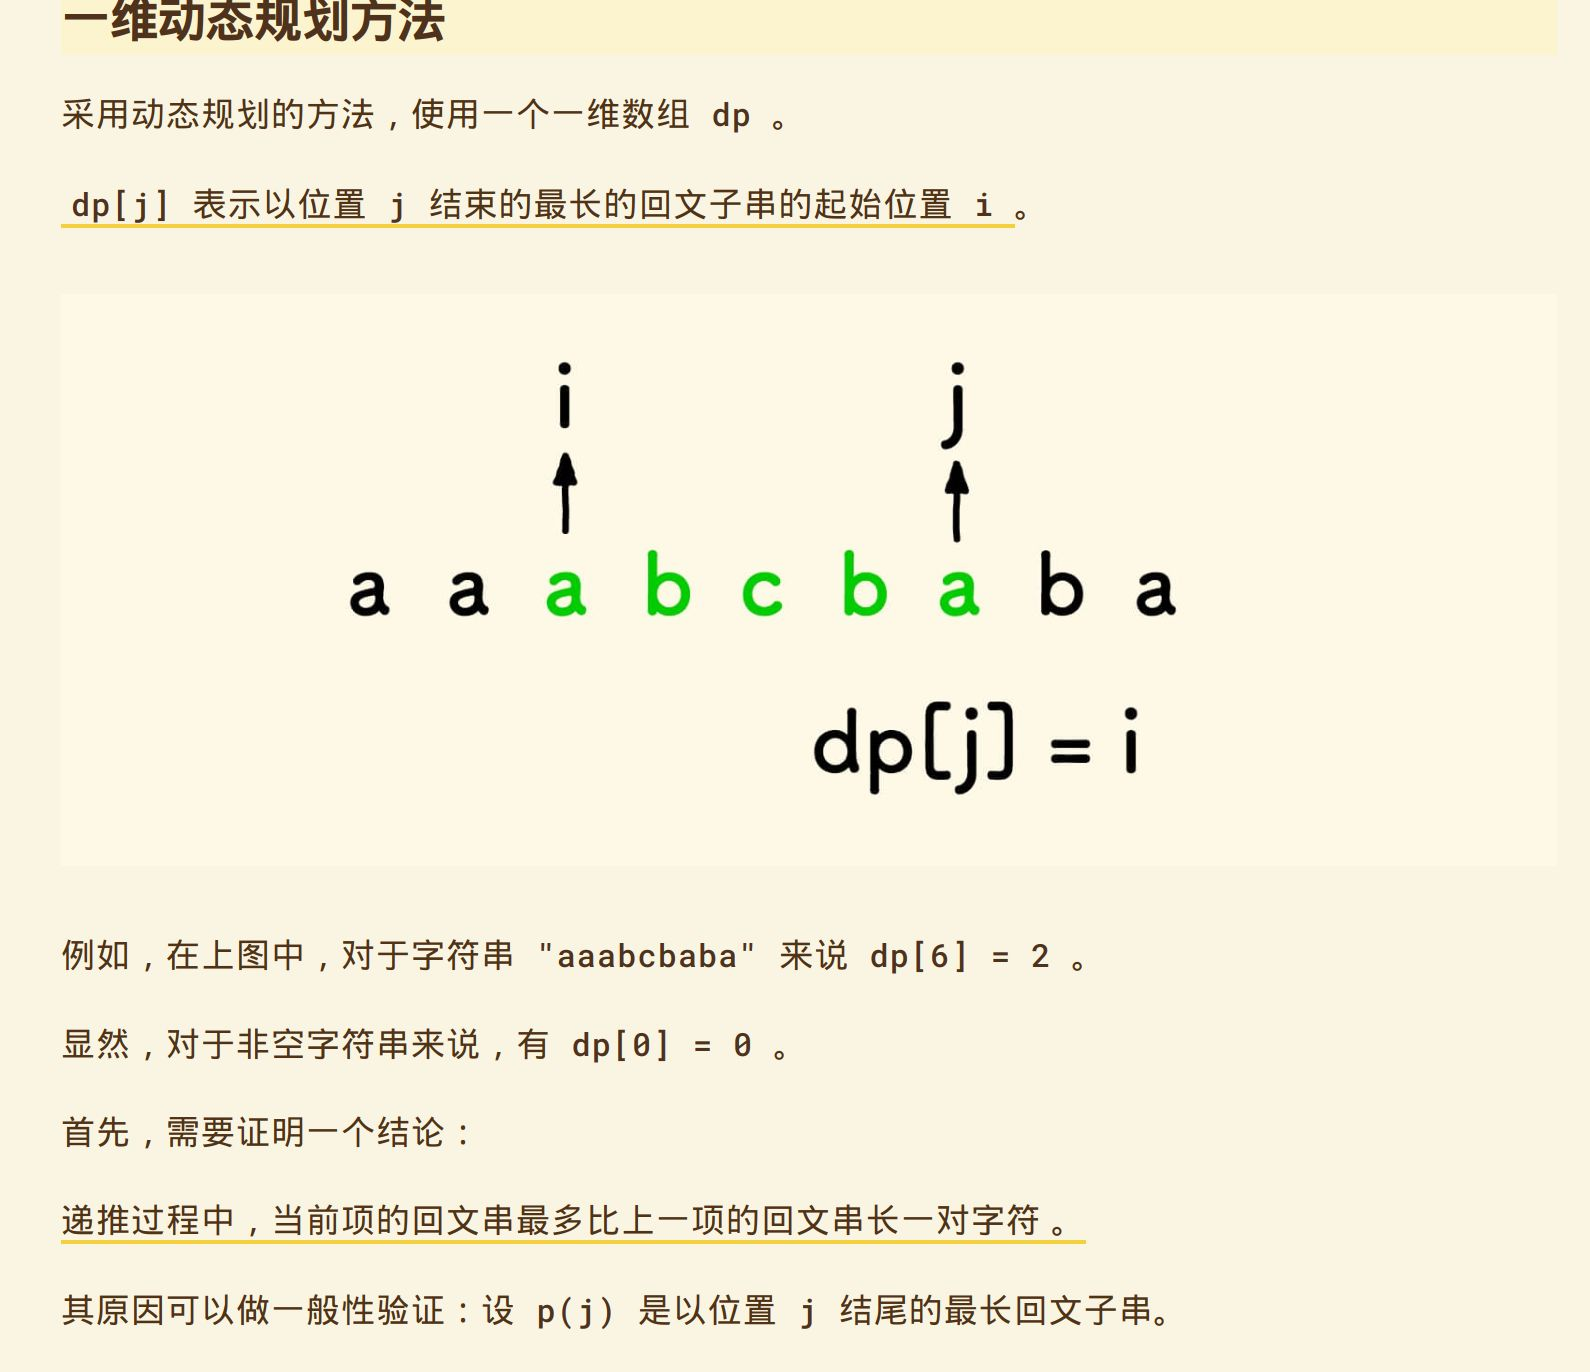 一维动态规划方法
采用动态规划的方法，使用一个一维数组 dp 。
dp[j] 表示以位置 j 结束的最长的回文子串的起始位置 i 。
i j
a a a b c b a b a
dp[j] = i
例如，在上图中，对于字符串 "aaabcbaba" 来说 dp[6] = 2 。
显然，对于非空字符串来说，有 dp[0] = 0 。
首先，需要证明一个结论：
递推过程中，当前项的回文串最多比上一项的回文串长一对字符 。
其原因可以做一般性验证：设 p(j) 是以位置 j 结尾的最长回文子串。